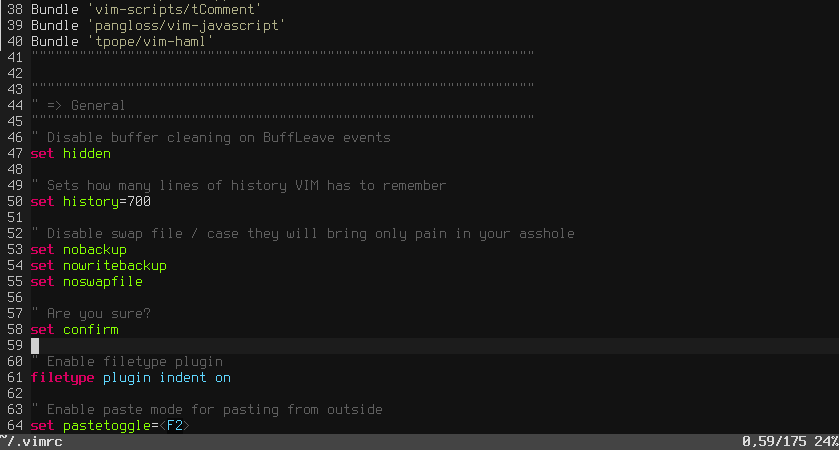 38 Bundle 'vim-scripts/tComment'
39 Bundle 'pangloss/vim-javascript'
40 Bundle 'tpope/vim-haml'
41 """""""""""""""""""""""""""""""""""""""""""""""""""""""""""""""
42
43 """""""""""""""""""""""""""""""""""""""""""""""""""""""""""""""
44 " => General
45 """""""""""""""""""""""""""""""""""""""""""""""""""""""""""""""
46 " Disable buffer cleaning on BuffLeave events
47 set hidden
48
49 " Sets how many lines of history VIM has to remember
50 set history=700
51
52 " Disable swap file / case they will bring only pain in your asshole
53 set nobackup
54 set nowritebackup
55 set noswapfile
56
57 " Are you sure?
58 set confirm
59
60 " Enable filetype plugin
61 filetype plugin indent on
62
63 " Enable paste mode for pasting from outside
64 set pastetoggle=<F2>
~/.vimrc 0,59/175 24%